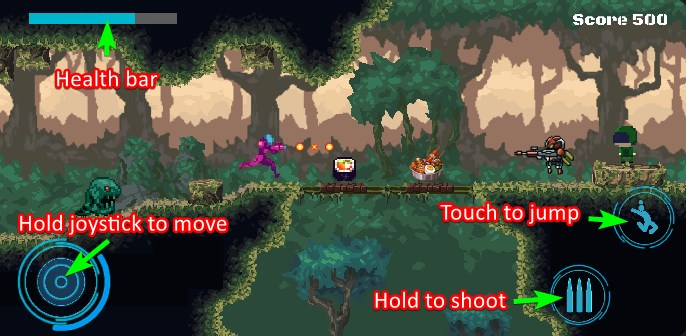 Score 500
Health bar
Hold joystick to move
Touch to jump
Hold to shoot